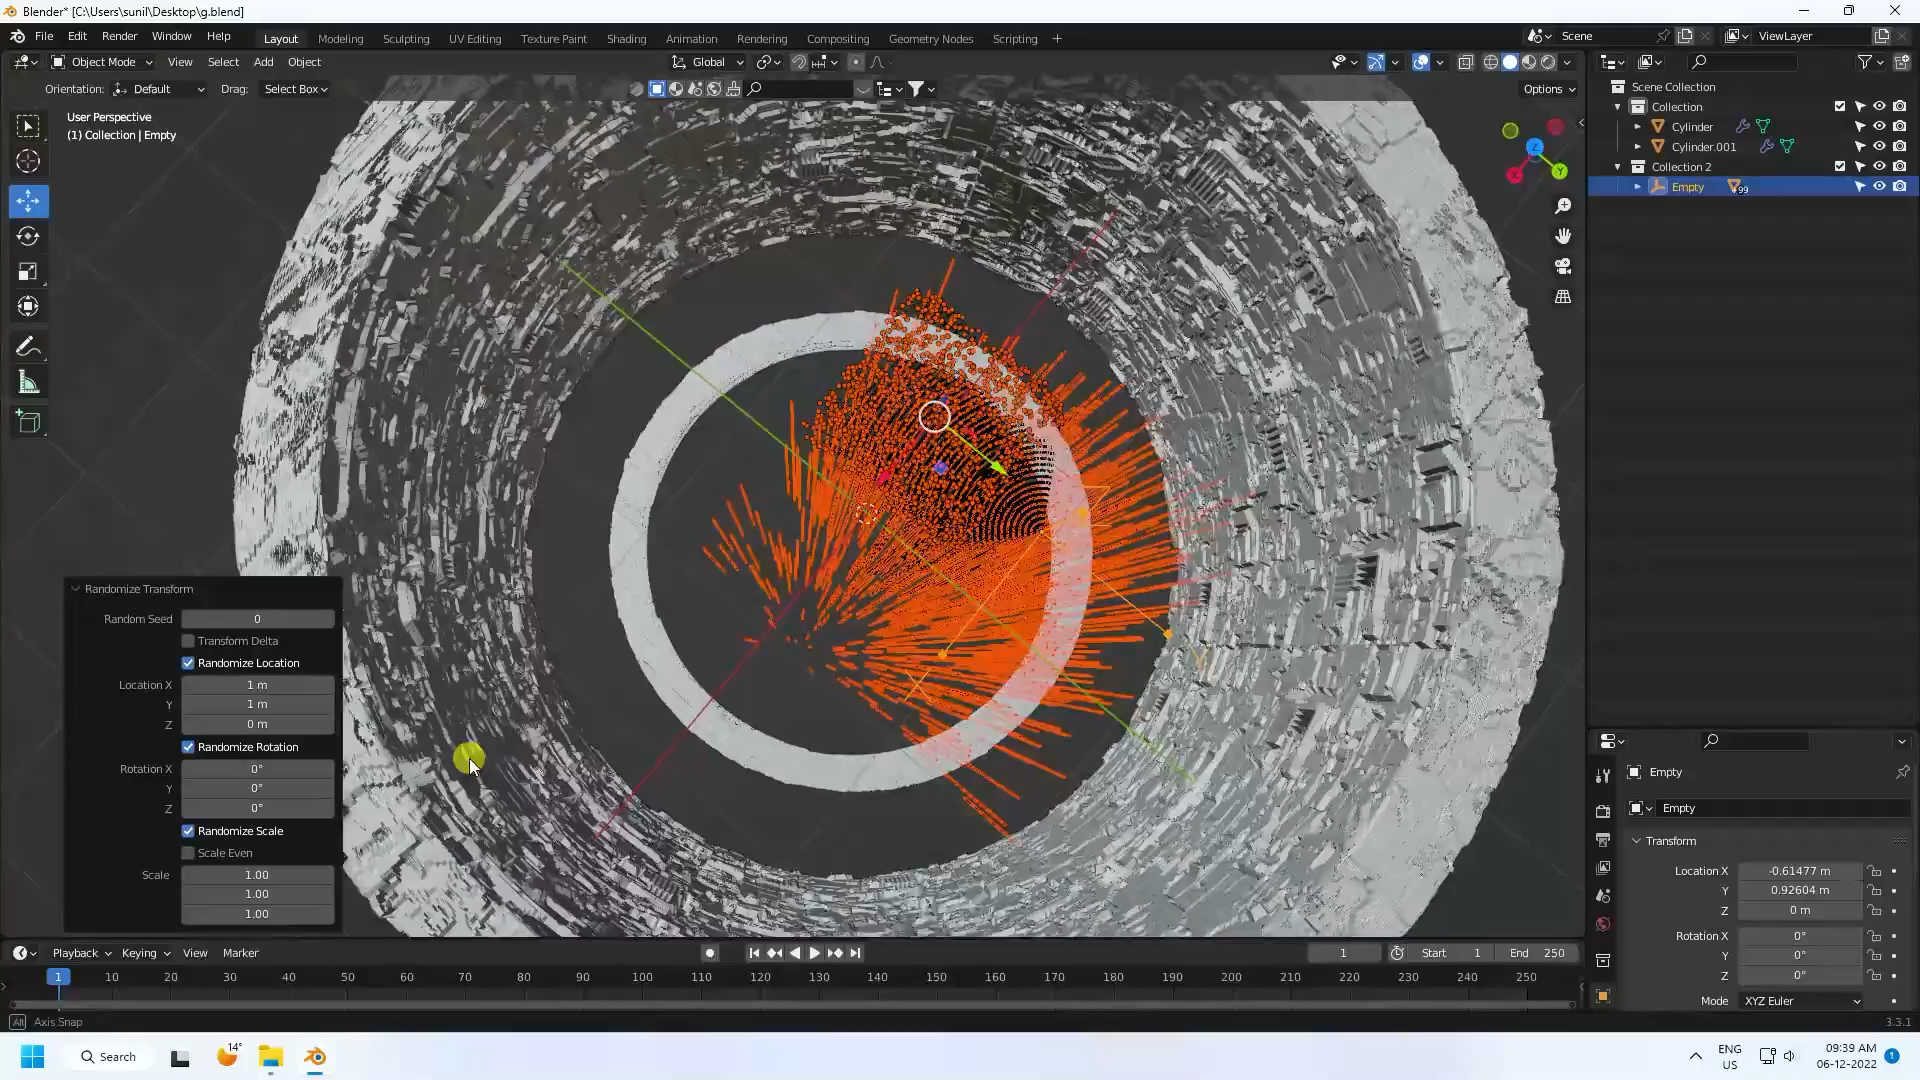 Blender* [C:\Users\sunil\Desktop\g.blend]
File Edit Render Window Help
Layout Modeling Sculpting UV Editing Texture Paint Shading Animation Rendering Compositing Geometry Nodes Scripting +
Scene
ViewLayer
Object Mode View Select Add Object
Global
Orientation: Default Drag: Select Box
Options
User Perspective
(1) Collection | Empty
Z
Y
X
Scene Collection
Collection
Cylinder
Cylinder.001
Collection 2
Empty 99
Randomize Transform
Random Seed 0
Transform Delta
Randomize Location
Location X 1 m
Y 1 m
Z 0 m
Randomize Rotation
Rotation X 0°
Y 0°
Z 0°
Randomize Scale
Scale Even
Scale 1.00
1.00
1.00
Empty
Empty
Transform
Location X -0.61477 m
Y 0.92604 m
Z 0 m
Rotation X 0°
Y 0°
Z 0°
Mode XYZ Euler
Playback Keying View Marker
1 Start 1 End 250
1 10 20 30 40 50 60 70 80 90 100 110 120 130 140 150 160 170 180 190 200 210 220 230 240 250
Alt Axis Snap
3.3.1
Search
14°
ENG
US
09:39 AM
06-12-2022
1